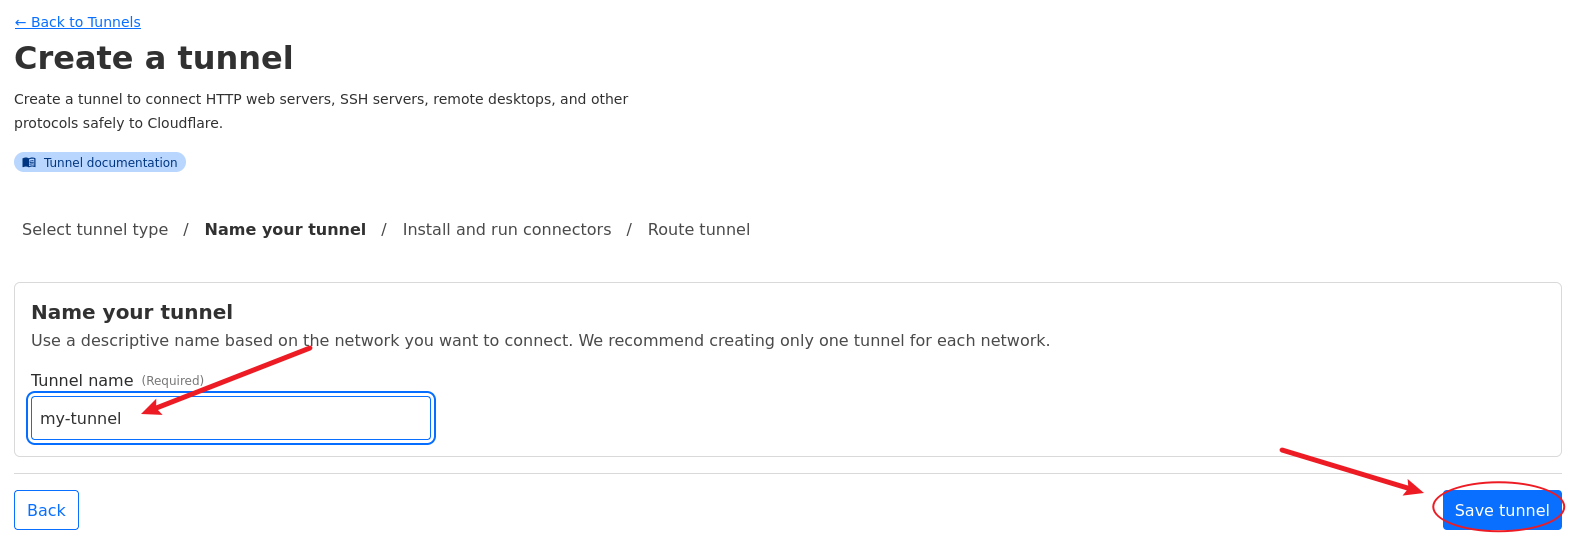 ← Back to Tunnels
Create a tunnel
Create a tunnel to connect HTTP web servers, SSH servers, remote desktops, and other
protocols safely to Cloudflare.
Tunnel documentation
Select tunnel type / Name your tunnel / Install and run connectors / Route tunnel
Name your tunnel
Use a descriptive name based on the network you want to connect. We recommend creating only one tunnel for each network.
Tunnel name (Required)
my-tunnel
Back
Save tunnel